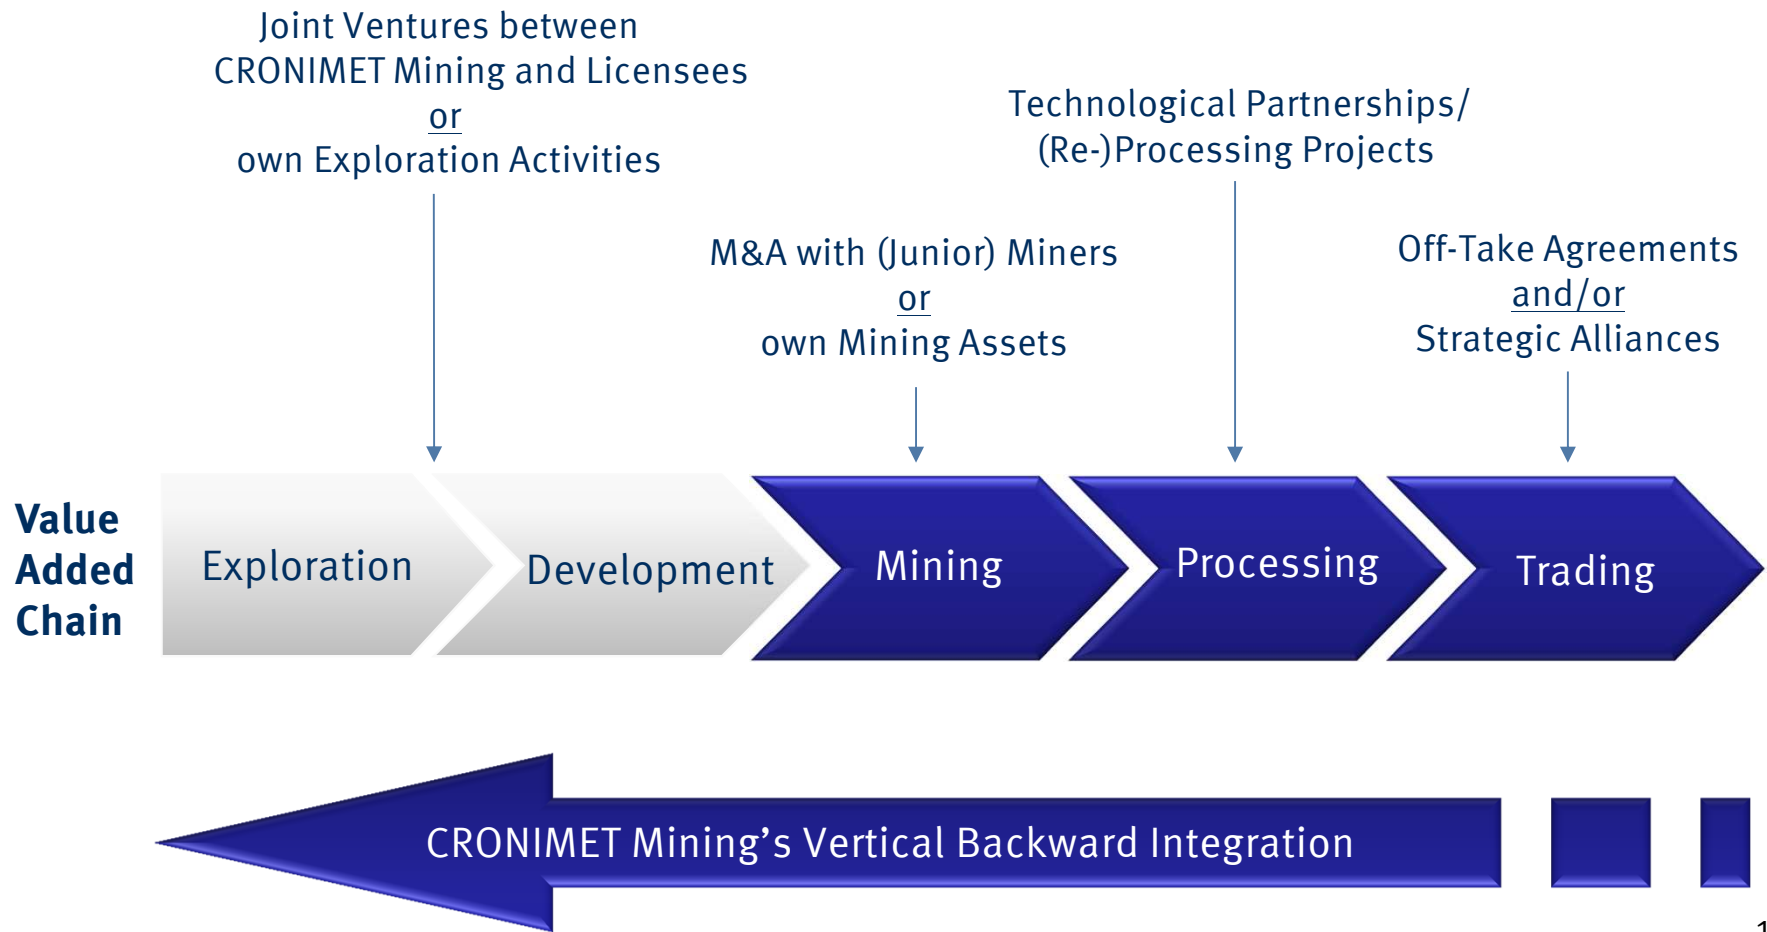 Joint Ventures between
CRONIMET Mining and Licensees
or
own Exploration Activities
Technological Partnerships/
(Re-)Processing Projects
M&A with (Junior) Miners
or
own Mining Assets
Off-Take Agreements
and/or
Strategic Alliances
Value
Added
Chain
Exploration
Development
Mining
Processing
Trading
CRONIMET Mining’s Vertical Backward Integration